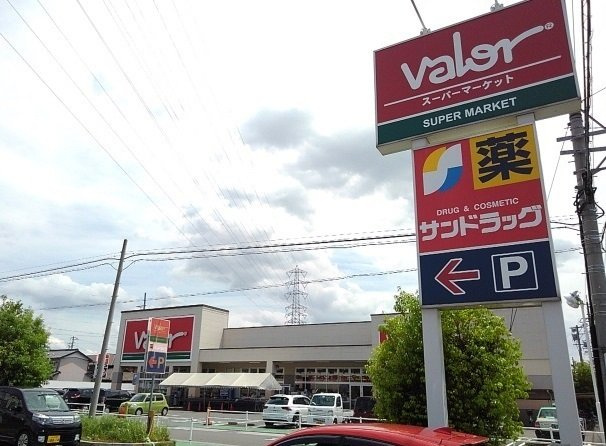 Valor
スーパーマーケット
SUPER MARKET
薬
DRUG & COSMETIC
サンドラッグ
P
Valor
P